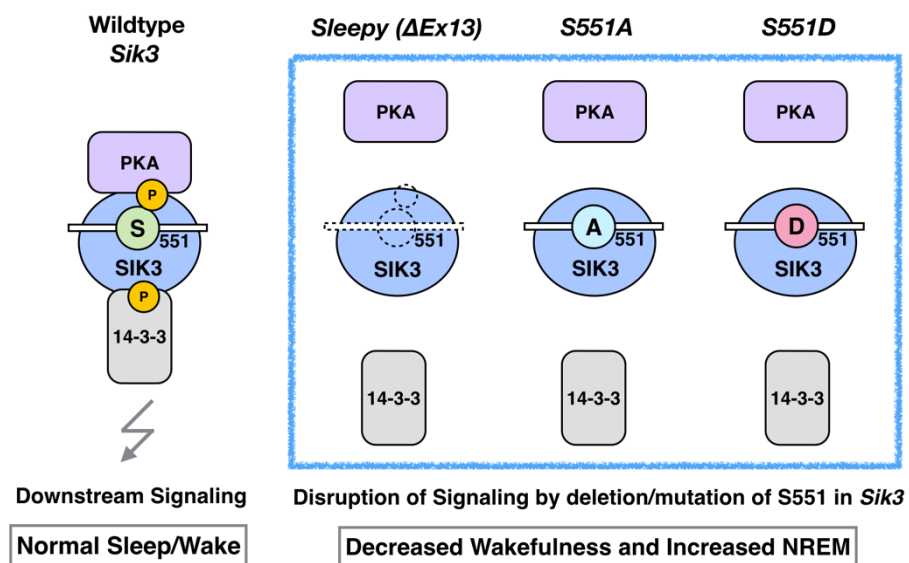 Wildtype
Sik3
Sleepy (ΔEx13)
S551A
S551D
PKA
P
S
551
SIK3
P
14-3-3
PKA
551
SIK3
14-3-3
PKA
A
551
SIK3
14-3-3
PKA
D
551
SIK3
14-3-3
Downstream Signaling
Normal Sleep/Wake
Disruption of Signaling by deletion/mutation of S551 in Sik3
Decreased Wakefulness and Increased NREM